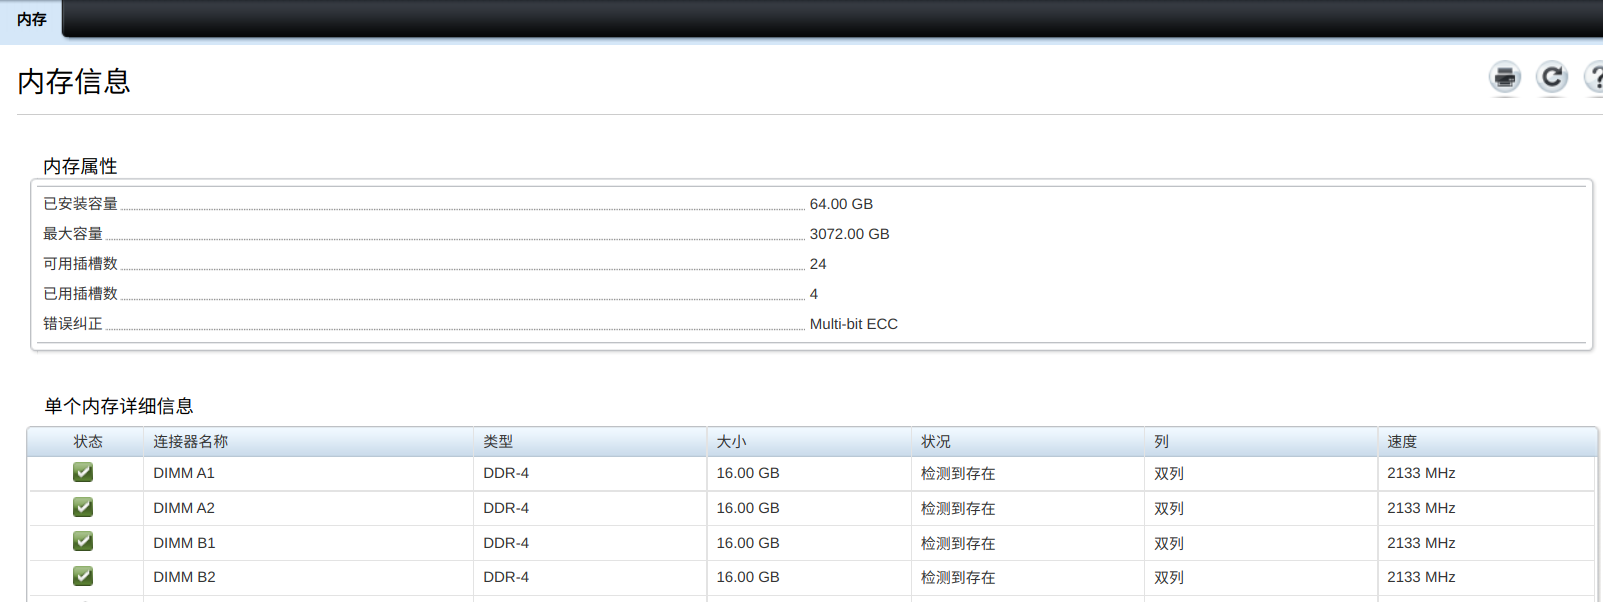 内存
内存信息
内存属性
已安装容量 64.00 GB
最大容量 3072.00 GB
可用插槽数 24
已用插槽数 4
错误纠正 Multi-bit ECC
单个内存详细信息
状态 连接器名称 类型 大小 状况 列 速度
DIMM A1 DDR-4 16.00 GB 检测到存在 双列 2133 MHz
DIMM A2 DDR-4 16.00 GB 检测到存在 双列 2133 MHz
DIMM B1 DDR-4 16.00 GB 检测到存在 双列 2133 MHz
DIMM B2 DDR-4 16.00 GB 检测到存在 双列 2133 MHz